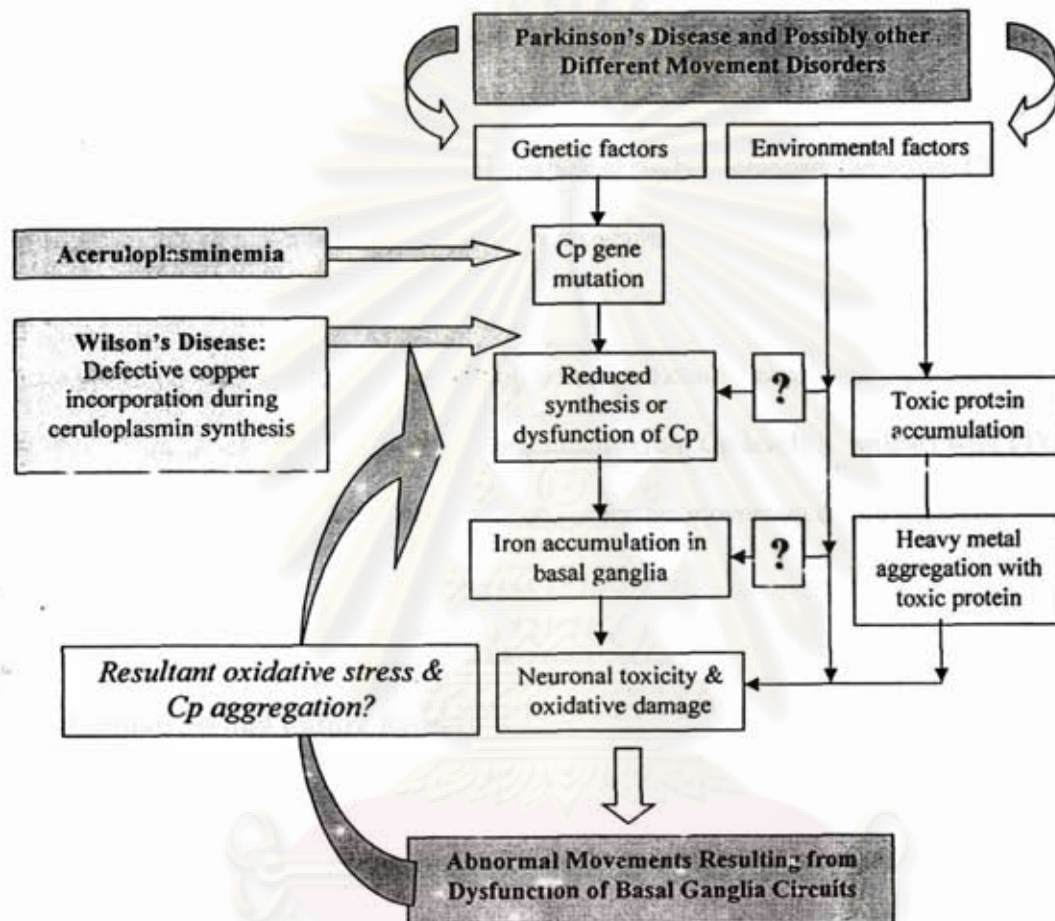 Parkinson's Disease and Possibly other
Different Movement Disorders
Genetic factors
Environmental factors
Aceruloplasminemia
Cp gene
mutation
Wilson's Disease:
Defective copper
incorporation during
ceruloplasmin synthesis
Reduced
synthesis or
dysfunction of Cp
?
Toxic protein
accumulation
Iron accumulation in
basal ganglia
?
Heavy metal
aggregation with
toxic protein
Resultant oxidative stress &
Cp aggregation?
Neuronal toxicity &
oxidative damage
Abnormal Movements Resulting from
Dysfunction of Basal Ganglia Circuits